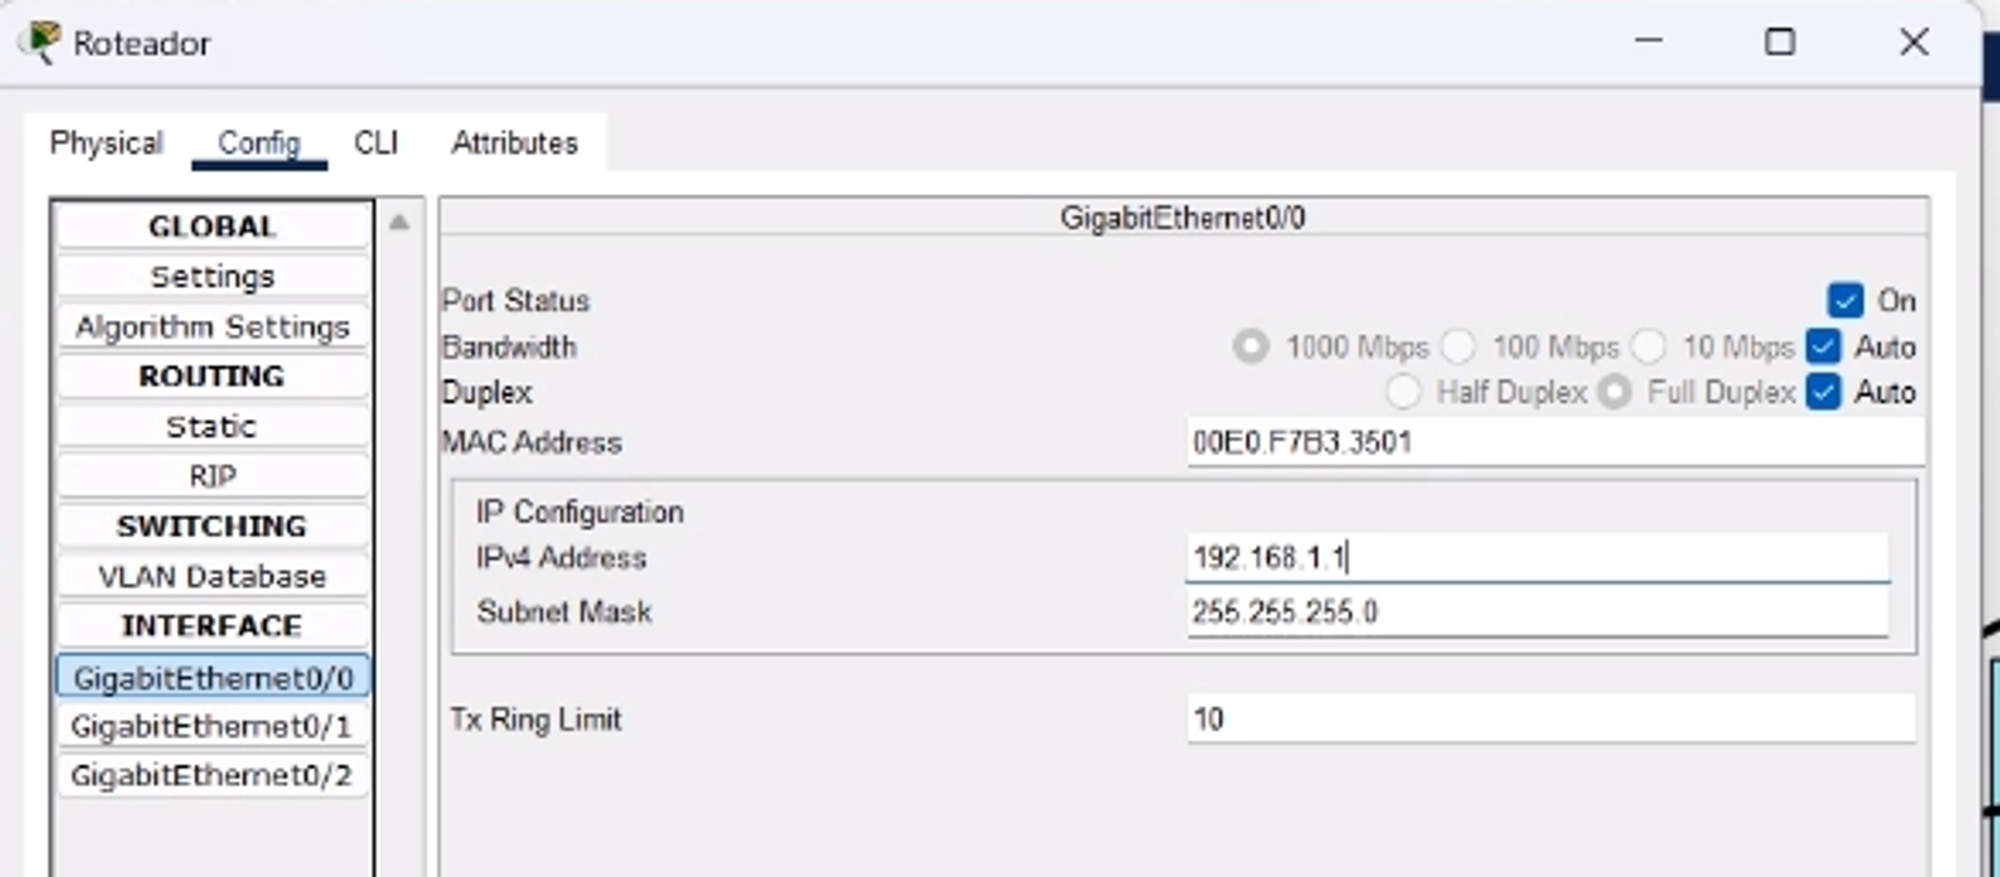 Roteador
Physical Config CLI Attributes
GLOBAL
Settings
Algorithm Settings
ROUTING
Static
RIP
SWITCHING
VLAN Database
INTERFACE
GigabitEthernet0/0
GigabitEthernet0/1
GigabitEthernet0/2
GigabitEthernet0/0
Port Status On
Bandwidth 1000 Mbps 100 Mbps 10 Mbps Auto
Duplex Half Duplex Full Duplex Auto
MAC Address 00E0.F7B3.3501
IP Configuration
IPv4 Address 192.168.1.1
Subnet Mask 255.255.255.0
Tx Ring Limit 10